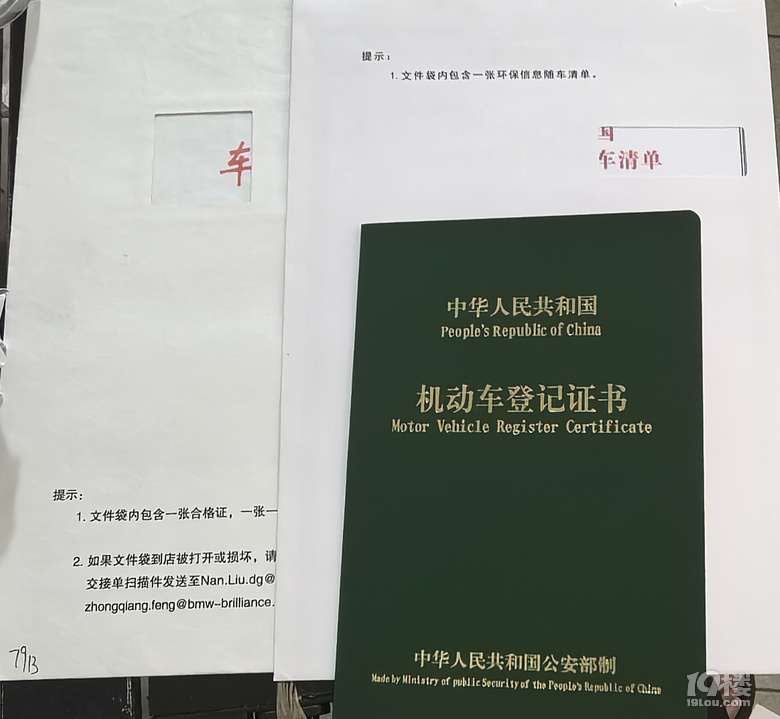 车
提示：
1. 文件袋内包含一张合格证，一张一
2. 如果文件袋到店被打开或损坏，请
交接单扫描件发送至Nan.Liu.dg@
zhongqiang.feng@bmw-brilliance.
7913
提示：
1. 文件袋内包含一张环保信息随车清单。
国
车清单
中华人民共和国
People's Republic of China
机动车登记证书
Motor Vehicle Register Certificate
中华人民共和国公安部制
Made by Ministry of public Security of the People's Republic of China
19楼
19lou.com